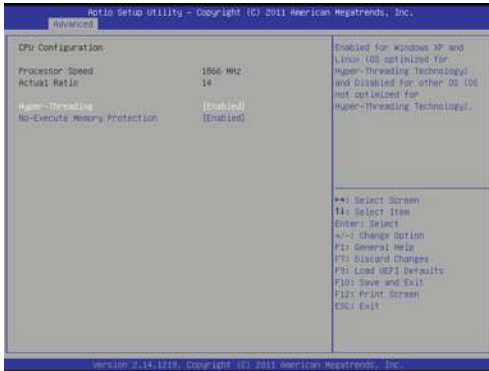 Aptio Setup Utility - Copyright (C) 2011 American Megatrends, Inc.
Advanced
CPU Configuration
Processor Speed 1866 MHz
Actual Ratio 14
Hyper-Threading [Enabled]
No-Execute Memory Protection [Enabled]
Enabled for Windows XP and
Linux (OS optimized for
Hyper-Threading Technology)
and Disabled for other OS (OS
not optimized for
Hyper-Threading Technology).
→←: Select Screen
↑↓: Select Item
Enter: Select
+/-: Change Option
F1: General Help
F7: Discard Changes
F9: Load UEFI Defaults
F10: Save and Exit
F12: Print Screen
ESC: Exit
Version 2.14.1219. Copyright (C) 2011 American Megatrends, Inc.